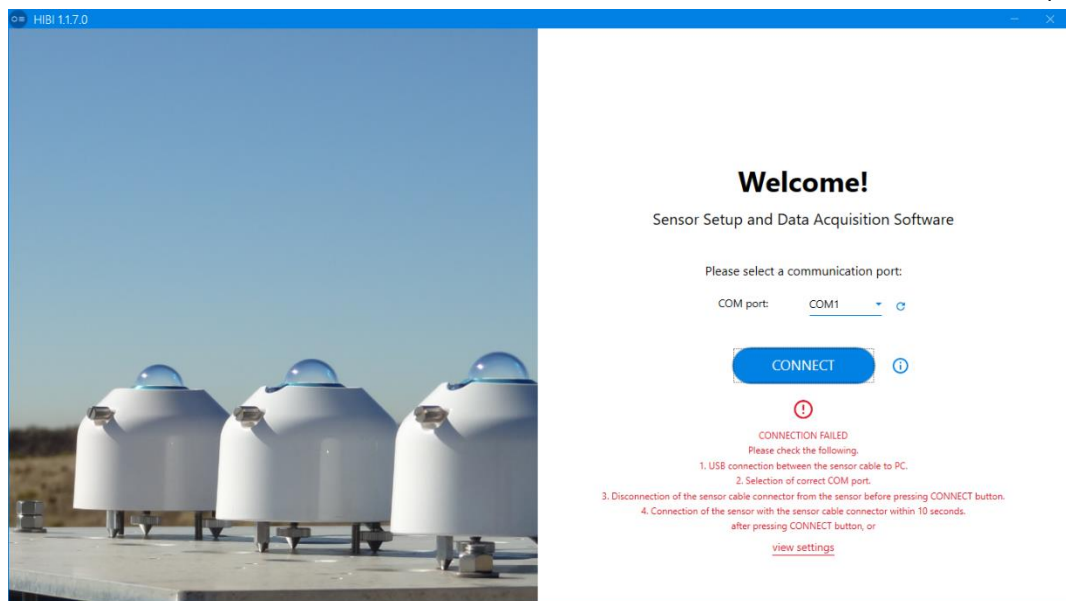 HIBI 1.1.7.0
Welcome!
Sensor Setup and Data Acquisition Software
Please select a communication port:
COM port: COM1
CONNECT
CONNECTION FAILED
Please check the following.
1. USB connection between the sensor cable to PC.
2. Selection of correct COM port.
3. Disconnection of the sensor cable connector from the sensor before pressing CONNECT button.
4. Connection of the sensor with the sensor cable connector within 10 seconds.
after pressing CONNECT button, or
view settings